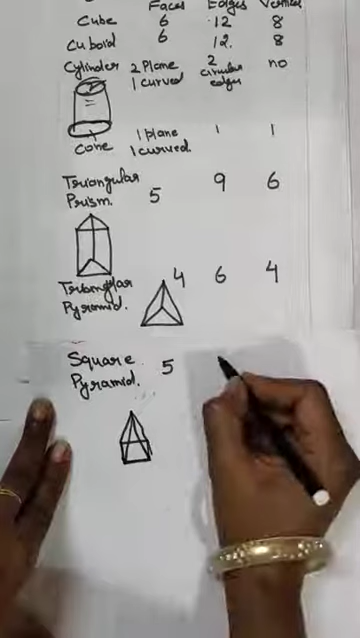 Faces Edges Vertices
Cube 6 12 8
Cuboid 6 12. 8
Cylinder 2 Plane 2 no
1 curved circular
edges
Cone 1 plane 1 1
1 curved.
Triangular 9 6
Prism. 5
Triangular 4 6 4
Pyramid.
Square 5
Pyramid.